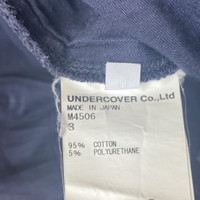 UNDERCOVER Co.,Ltd
MADE IN JAPAN
M4506
3
95% COTTON
5% POLYURETHANE